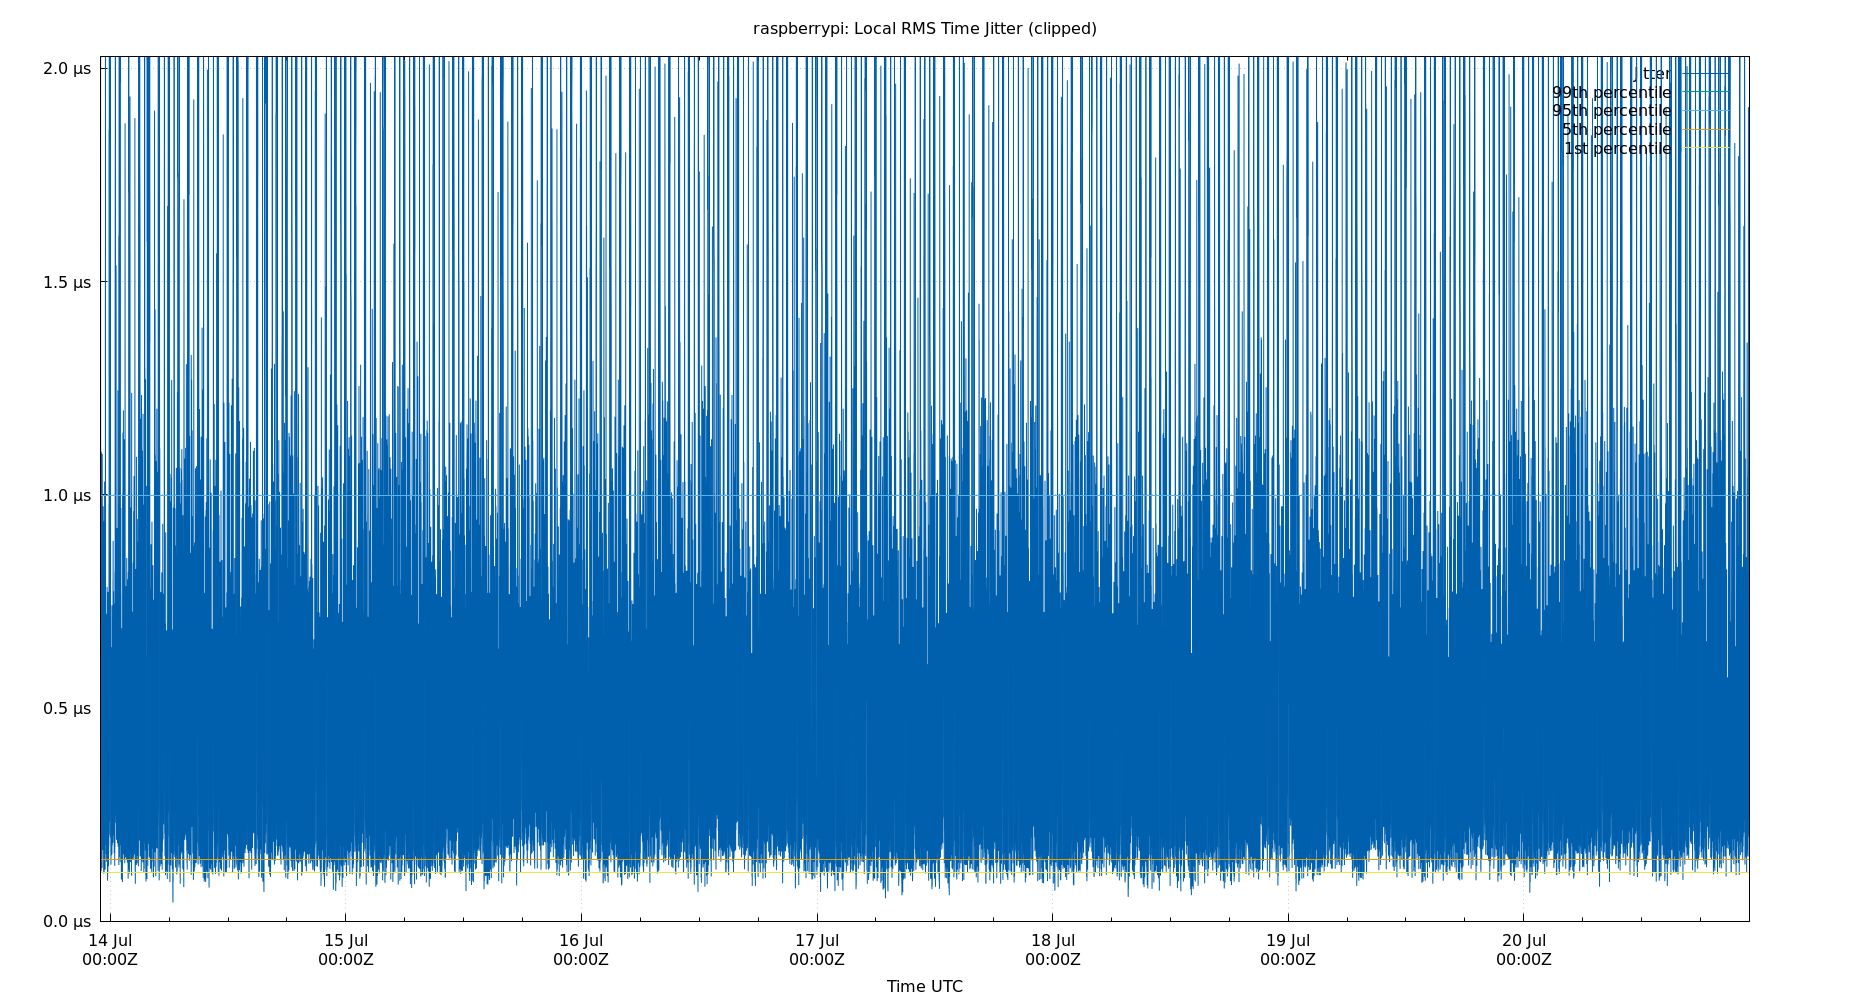 raspberrypi: Local RMS Time Jitter (clipped)
2.0 µs
jitter
99th percentile
95th percentile
5th percentile
1st percentile
1.5 µs
1.0 µs
0.5 µs
0.0 µs
14 Jul 15 Jul 16 Jul 17 Jul 18 Jul 19 Jul 20 Jul
00:00Z 00:00Z 00:00Z 00:00Z 00:00Z 00:00Z 00:00Z
Time UTC